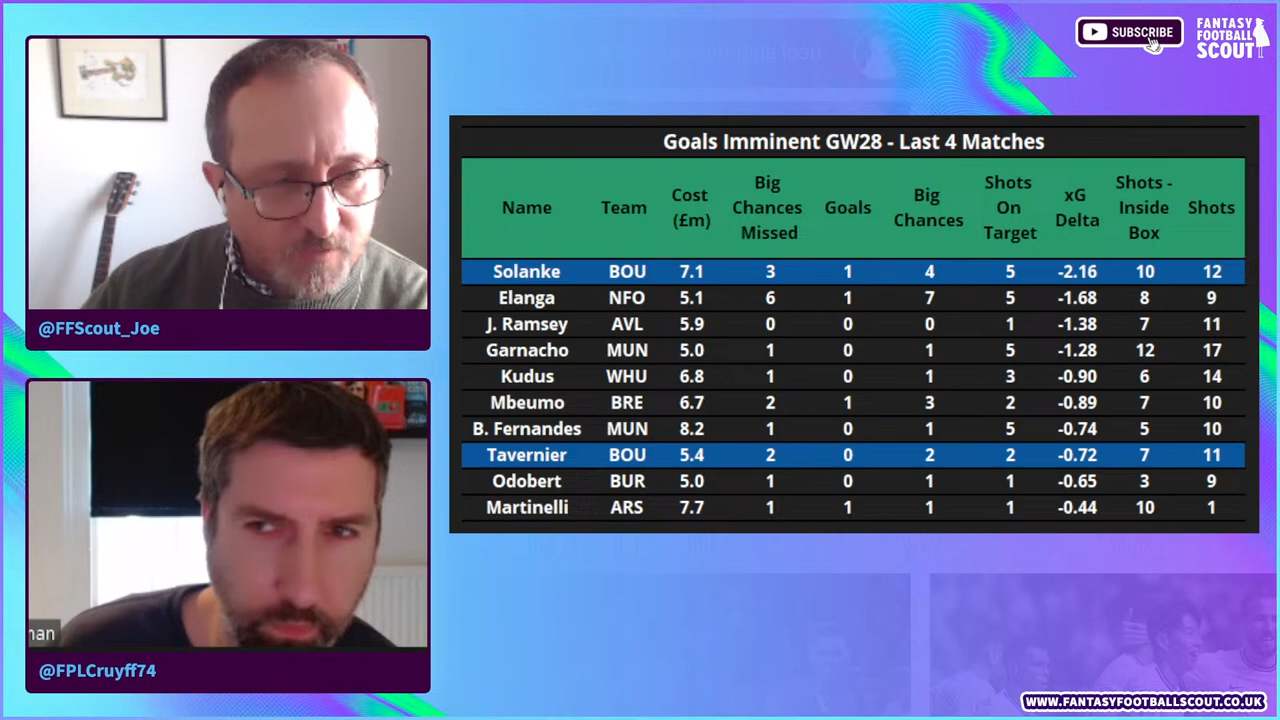 SUBSCRIBE
FANTASY
FOOTBALL
SCOUT
@FFScout_Joe
nan
@FPLCruyff74
Goals Imminent GW28 - Last 4 Matches
Name Team Cost (£m) Big Chances Missed Goals Big Chances Shots On Target xG Delta Shots - Inside Box Shots
Solanke BOU 7.1 3 1 4 5 -2.16 10 12
Elanga NFO 5.1 6 1 7 5 -1.68 8 9
J. Ramsey AVL 5.9 0 0 0 1 -1.38 7 11
Garnacho MUN 5.0 1 0 1 5 -1.28 12 17
Kudus WHU 6.8 1 0 1 3 -0.90 6 14
Mbeumo BRE 6.7 2 1 3 2 -0.89 7 10
B. Fernandes MUN 8.2 1 0 1 5 -0.74 5 10
Tavernier BOU 5.4 2 0 2 2 -0.72 7 11
Odobert BUR 5.0 1 0 1 1 -0.65 3 9
Martinelli ARS 7.7 1 1 1 1 -0.44 10 1
WWW.FANTASYFOOTBALLSCOUT.CO.UK